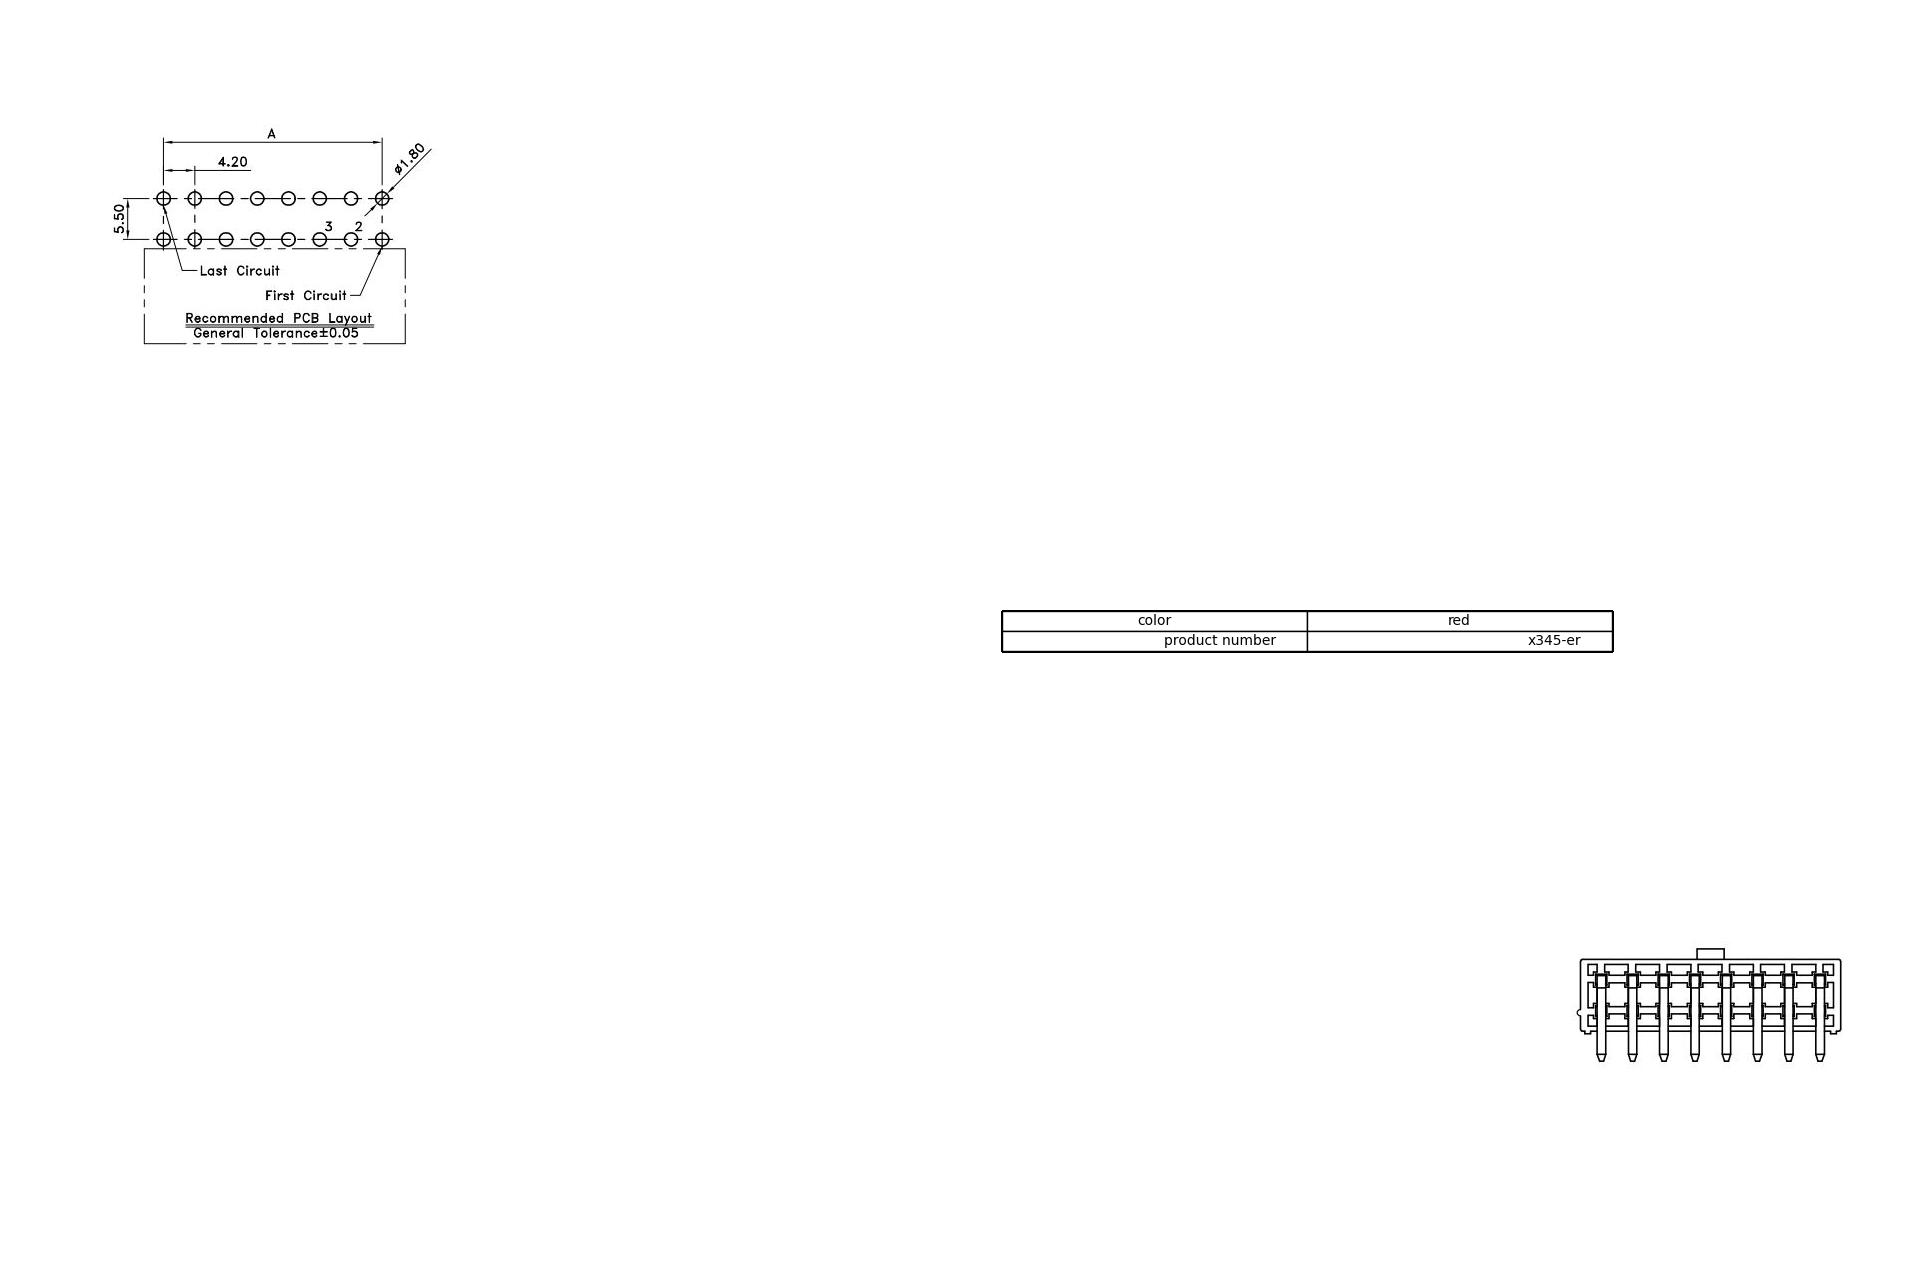 A
4.20
ø1.80
5.50
3 2
Last Circuit
First Circuit
Recommended PCB Layout
General Tolerance±0.05
color red
product number x345-er